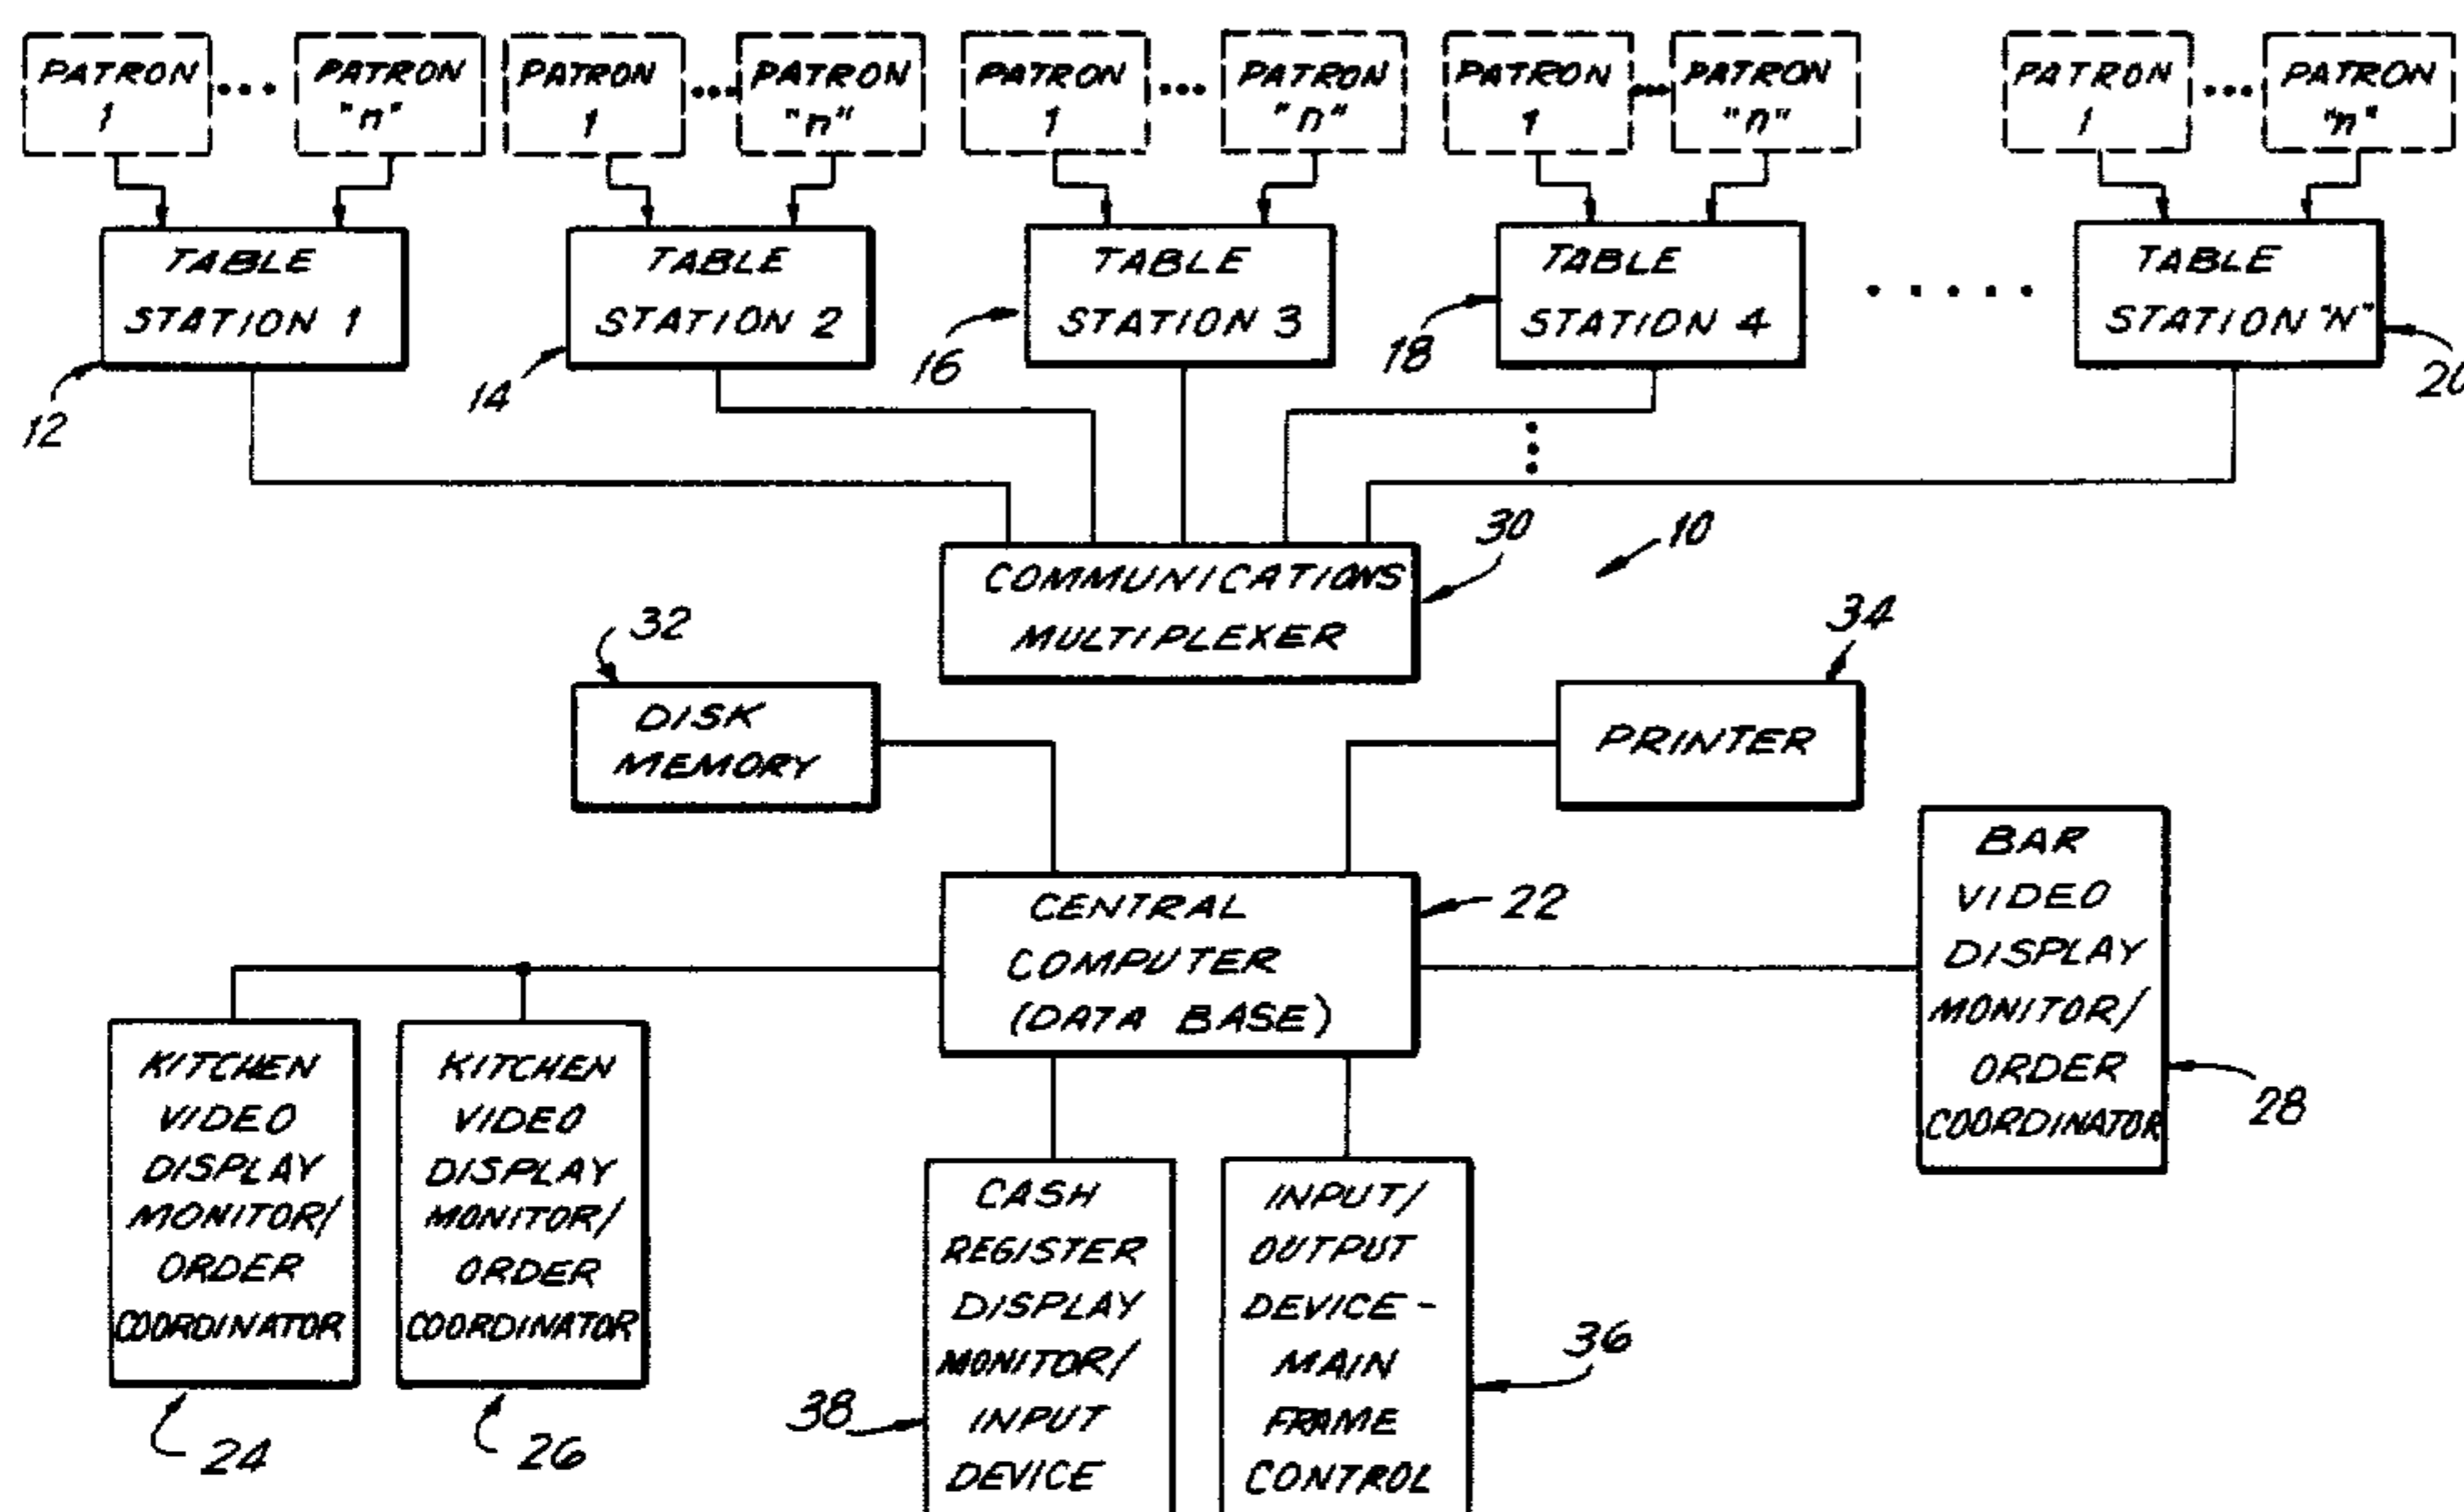 PATRON
1
PATRON
"n"
PATRON
1
PATRON
"n"
PATRON
1
PATRON
"n"
PATRON
1
PATRON
"n"
PATRON
1
PATRON
"n"
TABLE
STATION 1
TABLE
STATION 2
TABLE
STATION 3
TABLE
STATION 4
TABLE
STATION "N"
12
14
16
18
20
COMMUNICATIONS
MULTIPLEXER
30
10
32
DISK
MEMORY
34
PRINTER
CENTRAL
COMPUTER
(DATA BASE)
22
BAR
VIDEO
DISPLAY
MONITOR/
ORDER
COORDINATOR
28
KITCHEN
VIDEO
DISPLAY
MONITOR/
ORDER
COORDINATOR
24
KITCHEN
VIDEO
DISPLAY
MONITOR/
ORDER
COORDINATOR
26
CASH
REGISTER
DISPLAY
MONITOR/
INPUT
DEVICE
38
INPUT/
OUTPUT
DEVICE-
MAIN
FRAME
CONTROL
36